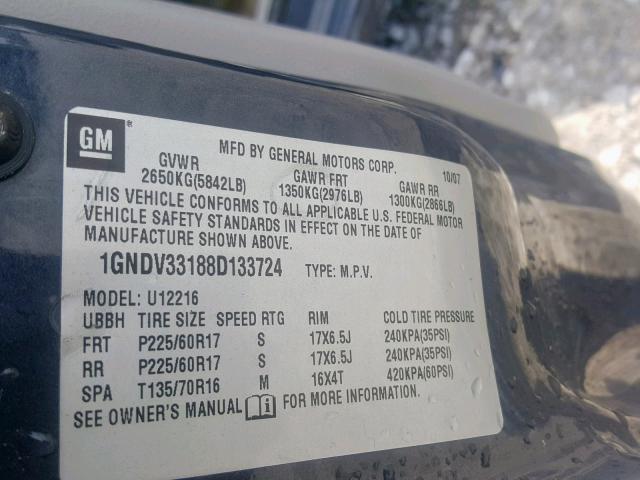 GM
MFD BY GENERAL MOTORS CORP. 10/07
GVWR GAWR FRT GAWR RR
2650KG(5842LB) 1350KG(2976LB) 1300KG(2866LB)
THIS VEHICLE CONFORMS TO ALL APPLICABLE U.S. FEDERAL MOTOR
VEHICLE SAFETY STANDARDS IN EFFECT ON THE DATE OF
MANUFACTURE SHOWN ABOVE.
1GNDV33188D133724 TYPE: M.P.V.
MODEL: U12216
UBBH TIRE SIZE SPEED RTG RIM COLD TIRE PRESSURE
FRT P225/60R17 S 17X6.5J 240KPA(35PSI)
RR P225/60R17 S 17X6.5J 240KPA(35PSI)
SPA T135/70R16 M 16X4T 420KPA(60PSI)
SEE OWNER'S MANUAL FOR MORE INFORMATION.